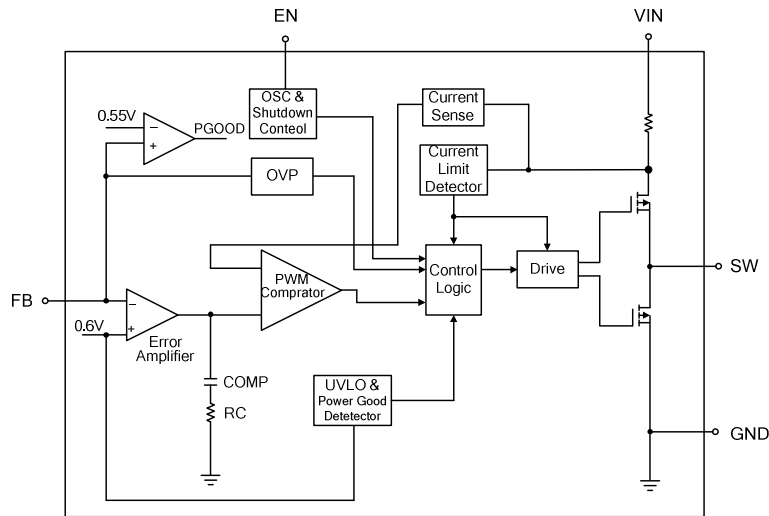 EN
VIN
0.55V
PGOOD
OSC &
Shutdown
Conteol
Current
Sense
Current
Limit
Detector
OVP
PWM
Comprator
Control
Logic
Drive
SW
FB
0.6V
Error
Amplifier
COMP
RC
UVLO &
Power Good
Detetector
GND